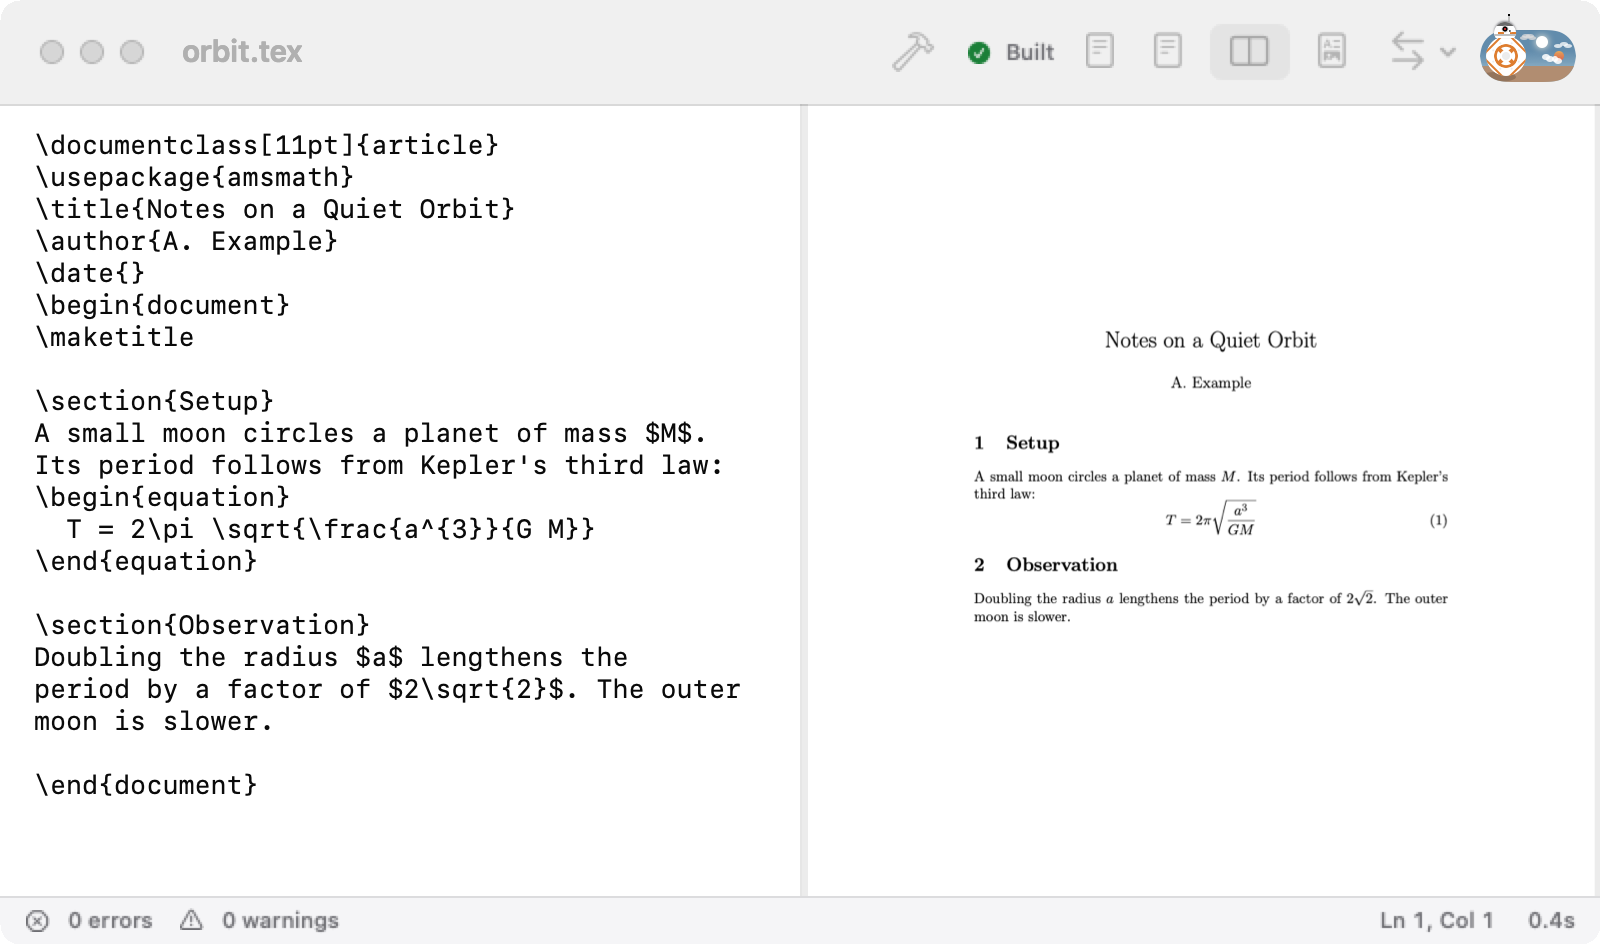 orbit.tex
Built
\documentclass[11pt]{article}
\usepackage{amsmath}
\title{Notes on a Quiet Orbit}
\author{A. Example}
\date{}
\begin{document}
\maketitle
\section{Setup}
A small moon circles a planet of mass $M$.
Its period follows from Kepler's third law:
\begin{equation}
  T = 2\pi \sqrt{\frac{a^{3}}{G M}}
\end{equation}
\section{Observation}
Doubling the radius $a$ lengthens the
period by a factor of $2\sqrt{2}$. The outer
moon is slower.
\end{document}
Notes on a Quiet Orbit
A. Example
1 Setup
A small moon circles a planet of mass M. Its period follows from Kepler's
third law:
T = 2π√(a³/GM) (1)
2 Observation
Doubling the radius a lengthens the period by a factor of 2√2. The outer
moon is slower.
0 errors 0 warnings
Ln 1, Col 1 0.4s